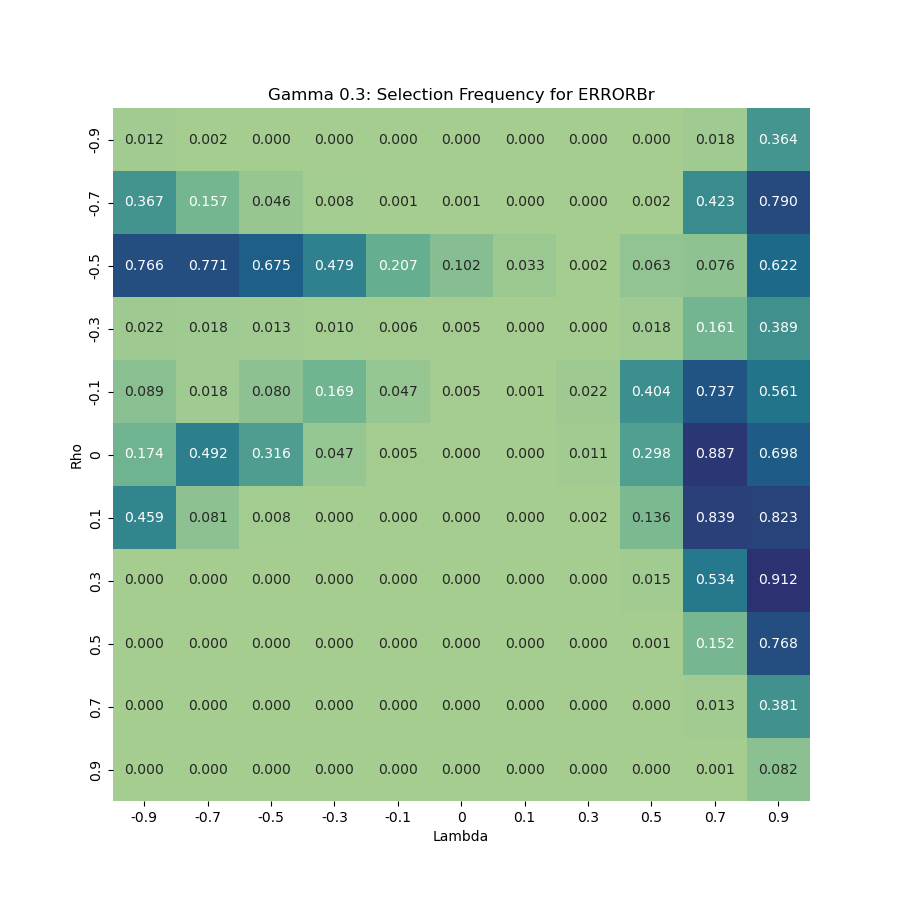 Gamma 0.3: Selection Frequency for ERRORBr
-0.9 0.012 0.002 0.000 0.000 0.000 0.000 0.000 0.000 0.000 0.018 0.364
-0.7 0.367 0.157 0.046 0.008 0.001 0.001 0.000 0.000 0.002 0.423 0.790
-0.5 0.766 0.771 0.675 0.479 0.207 0.102 0.033 0.002 0.063 0.076 0.622
-0.3 0.022 0.018 0.013 0.010 0.006 0.005 0.000 0.000 0.018 0.161 0.389
-0.1 0.089 0.018 0.080 0.169 0.047 0.005 0.001 0.022 0.404 0.737 0.561
Rho
0 0.174 0.492 0.316 0.047 0.005 0.000 0.000 0.011 0.298 0.887 0.698
0.1 0.459 0.081 0.008 0.000 0.000 0.000 0.000 0.002 0.136 0.839 0.823
0.3 0.000 0.000 0.000 0.000 0.000 0.000 0.000 0.000 0.015 0.534 0.912
0.5 0.000 0.000 0.000 0.000 0.000 0.000 0.000 0.000 0.001 0.152 0.768
0.7 0.000 0.000 0.000 0.000 0.000 0.000 0.000 0.000 0.000 0.013 0.381
0.9 0.000 0.000 0.000 0.000 0.000 0.000 0.000 0.000 0.000 0.001 0.082
-0.9 -0.7 -0.5 -0.3 -0.1 0 0.1 0.3 0.5 0.7 0.9
Lambda